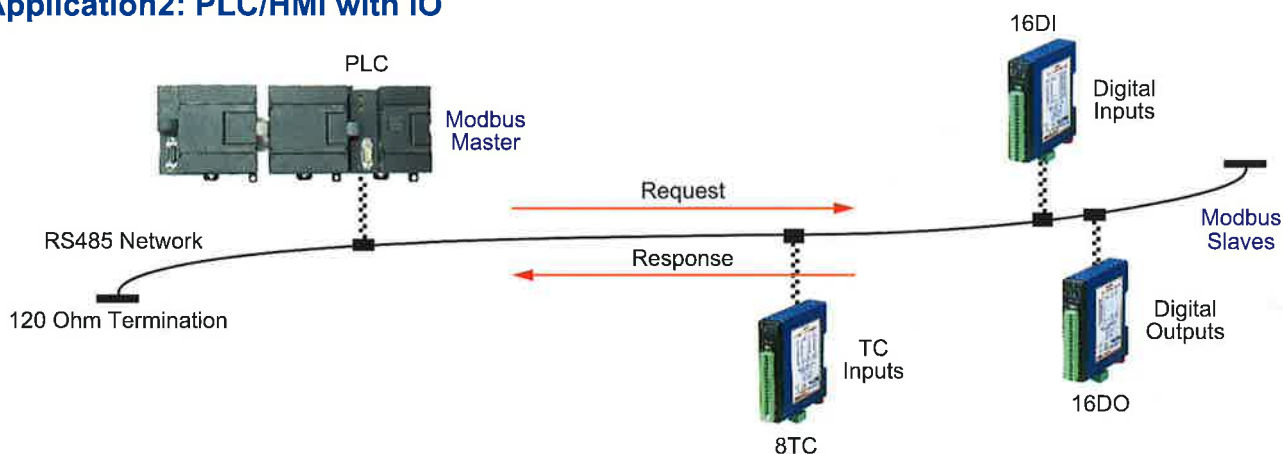 Application2: PLC/HMI with IO
16DI
PLC
Digital
Inputs
Modbus
Master
Request
Modbus
Slaves
RS485 Network
Response
120 Ohm Termination
Digital
Outputs
TC
Inputs
16DO
8TC